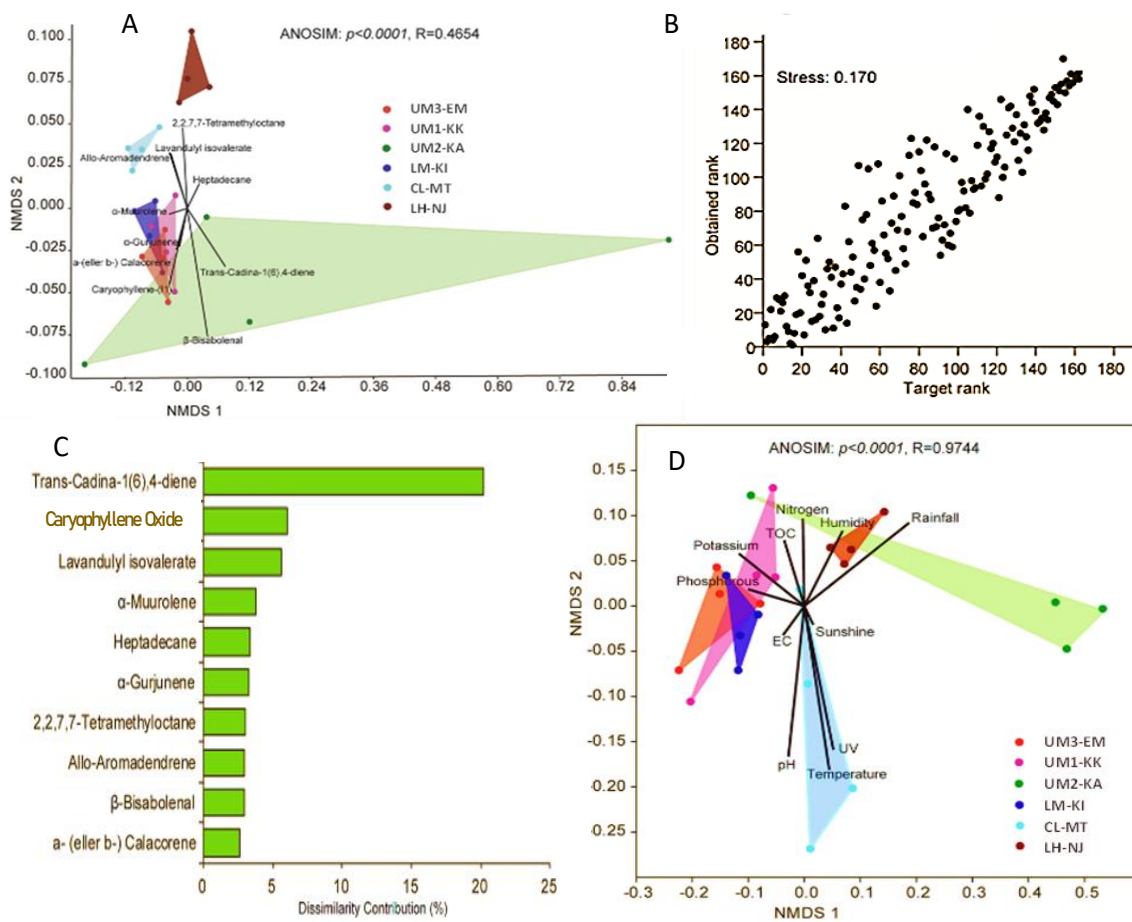 A
ANOSIM: p<0.0001, R=0.4654
0.100
0.075
0.050
0.025
0.000
-0.025
-0.050
-0.075
-0.100
NMDS 2
2,2,7,7-Tetramethyloctane
Lavandulyl isovalerate
Allo-Aromadendrene
Heptadecane
α-Muurolene
α-Gurjunene
a-(eller b-) Calacorene
Trans-Cadina-1(6),4-diene
β-Bisabolenal
UM3-EM
UM1-KK
UM2-KA
LM-KI
CL-MT
LH-NJ
-0.12 0.00 0.12 0.24 0.36 0.48 0.60 0.72 0.84
NMDS 1
B
Stress: 0.170
180
160
140
120
100
80
60
40
20
0
Obtained rank
0 20 40 60 80 100 120 140 160 180
Target rank
C
Trans-Cadina-1(6),4-diene
Caryophyllene Oxide
Lavandulyl isovalerate
α-Muurolene
Heptadecane
α-Gurjunene
2,2,7,7-Tetramethyloctane
Allo-Aromadendrene
β-Bisabolenal
a- (eller b-) Calacorene
0 5 10 15 20 25
Dissimilarity Contribution (%)
D
ANOSIM: p<0.0001, R=0.9744
0.15
0.10
0.05
0.00
-0.05
-0.10
-0.15
-0.20
-0.25
NMDS 2
Nitrogen
Humidity
Rainfall
TOC
Potassium
Phosphorous
EC
Sunshine
UV
pH
Temperature
UM3-EM
UM1-KK
UM2-KA
LM-KI
CL-MT
LH-NJ
-0.3 -0.2 -0.1 0.0 0.1 0.2 0.3 0.4 0.5
NMDS 1